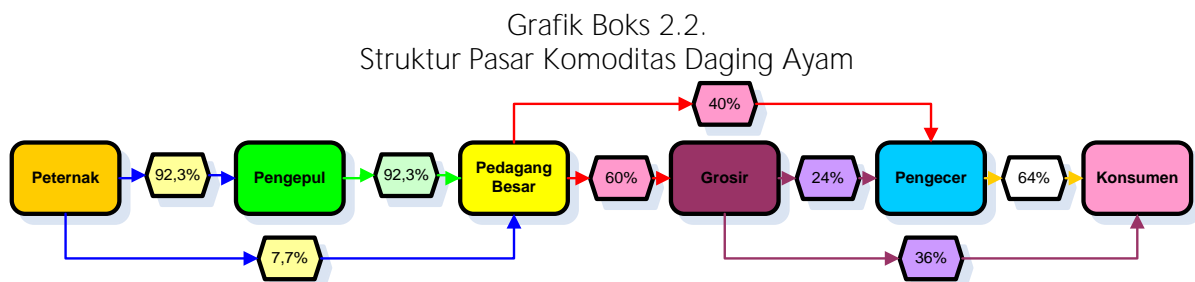 Grafik Boks 2.2.
Struktur Pasar Komoditas Daging Ayam
40%
Peternak
92,3%
Pengepul
92,3%
Pedagang
Besar
60%
Grosir
24%
Pengecer
64%
Konsumen
7,7%
36%